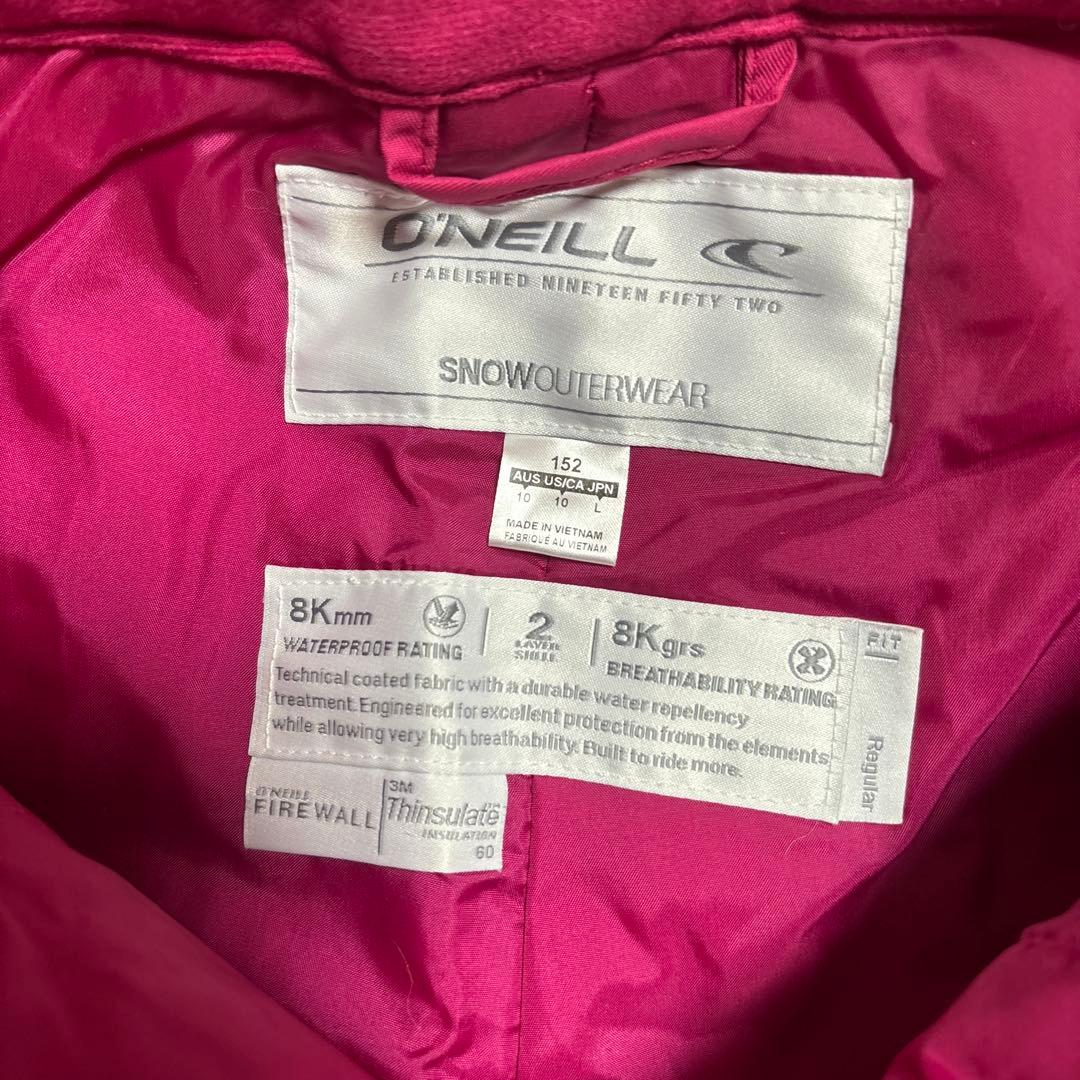 O'NEILL
ESTABLISHED NINETEEN FIFTY TWO
SNOWOUTERWEAR
152
AUS US/CA JPN
10 10 L
MADE IN VIETNAM
FABRIQUÉ AU VIETNAM
8Kmm
WATERPROOF RATING
2
LAYER
SHELL
8Kgrs
BREATHABILITY RATING
Technical coated fabric with a durable water repellency
treatment. Engineered for excellent protection from the elements
while allowing very high breathability. Built to ride more.
FIT
Regular
O'NEILL
FIREWALL
3M
Thinsulate
INSULATION
60